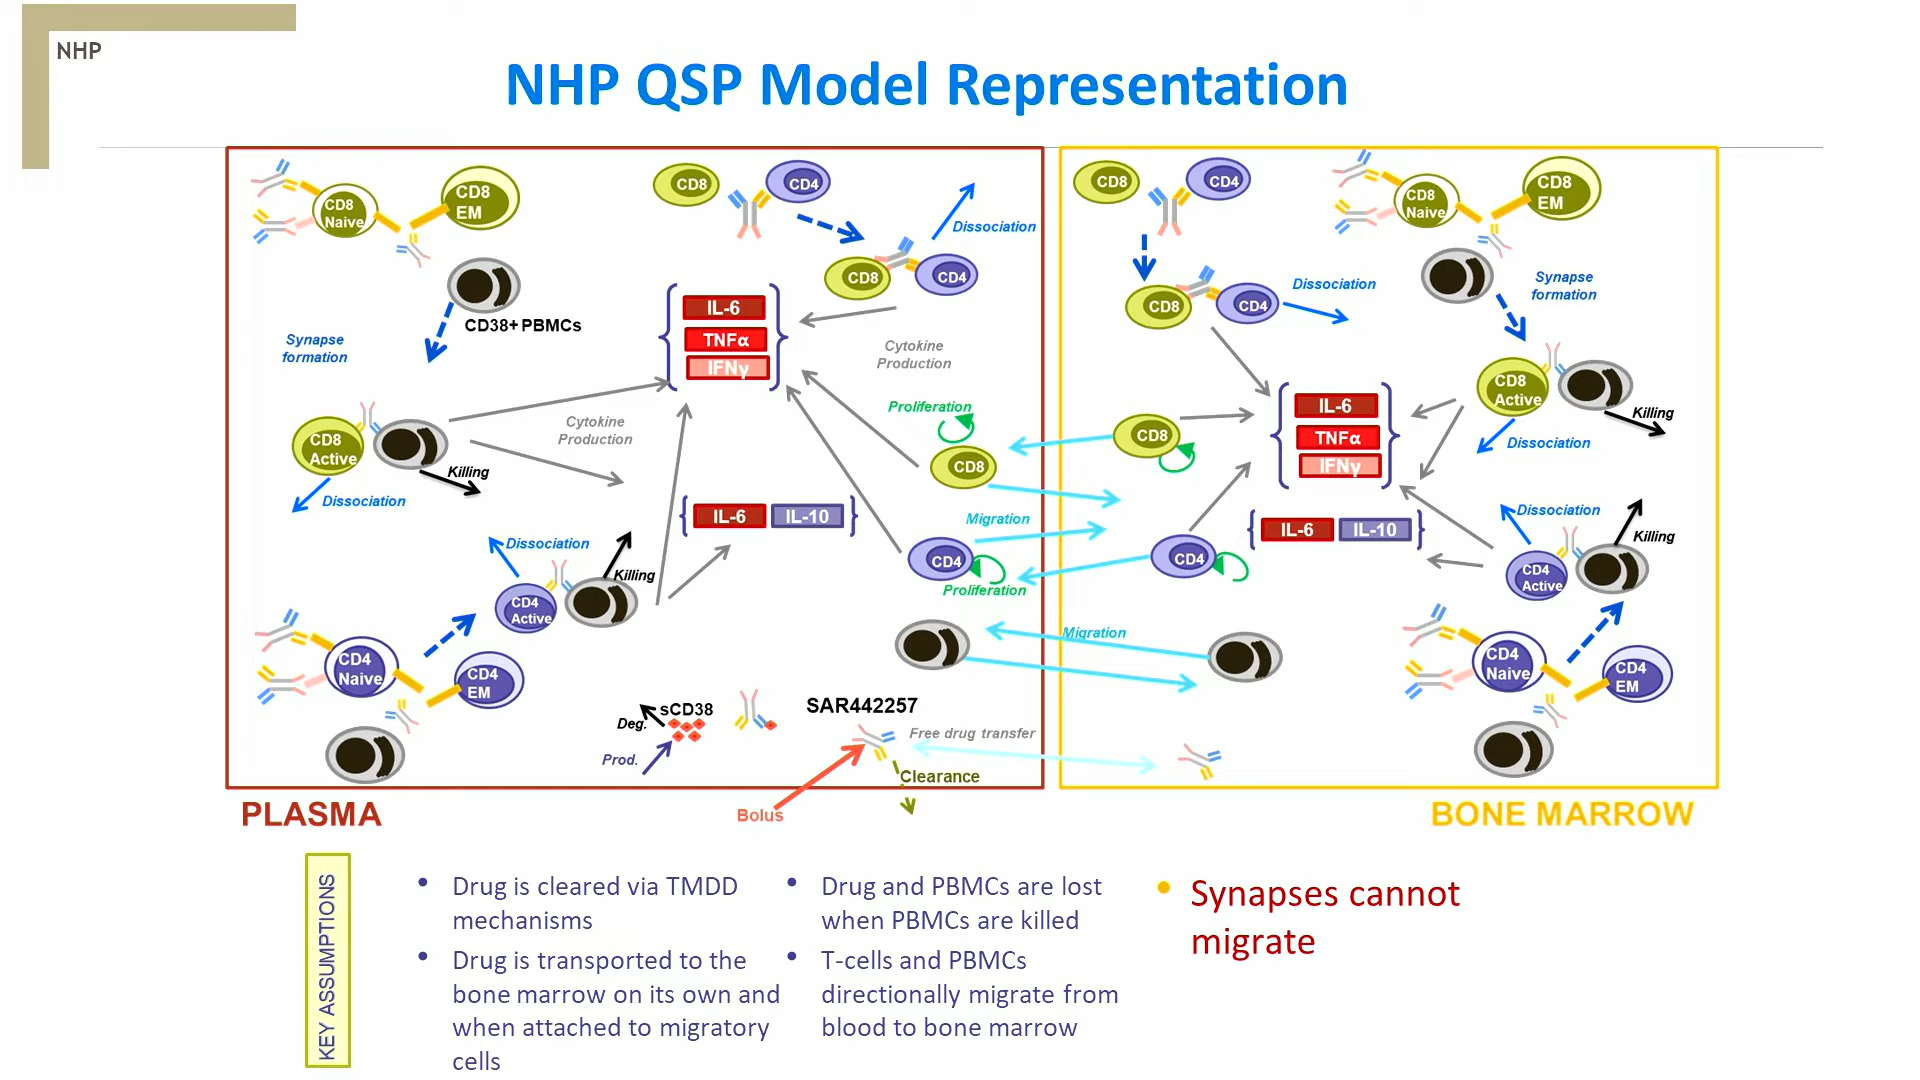 NHP
NHP QSP Model Representation
CD8
Naive
CD8
EM
CD38+ PBMCs
Synapse
formation
CD8
Active
Killing
Dissociation
Cytokine
Production
CD8
CD4
Dissociation
CD8
CD4
IL-6
TNFα
IFNγ
Cytokine
Production
Proliferation
CD8
IL-6
IL-10
Migration
CD4
Proliferation
Dissociation
Killing
CD4
Active
CD4
Naive
CD4
EM
sCD38
Deg.
Prod.
SAR442257
Free drug transfer
Clearance
Bolus
PLASMA
CD8
CD4
CD8
CD4
Dissociation
CD8
Naive
CD8
EM
Synapse
formation
CD8
Active
Killing
Dissociation
IL-6
TNFα
IFNγ
CD8
IL-6
IL-10
CD4
Migration
Dissociation
Killing
CD4
Active
CD4
Naive
CD4
EM
BONE MARROW
KEY ASSUMPTIONS
• Drug is cleared via TMDD
mechanisms
• Drug is transported to the
bone marrow on its own and
when attached to migratory
cells
• Drug and PBMCs are lost
when PBMCs are killed
• T-cells and PBMCs
directionally migrate from
blood to bone marrow
• Synapses cannot
migrate